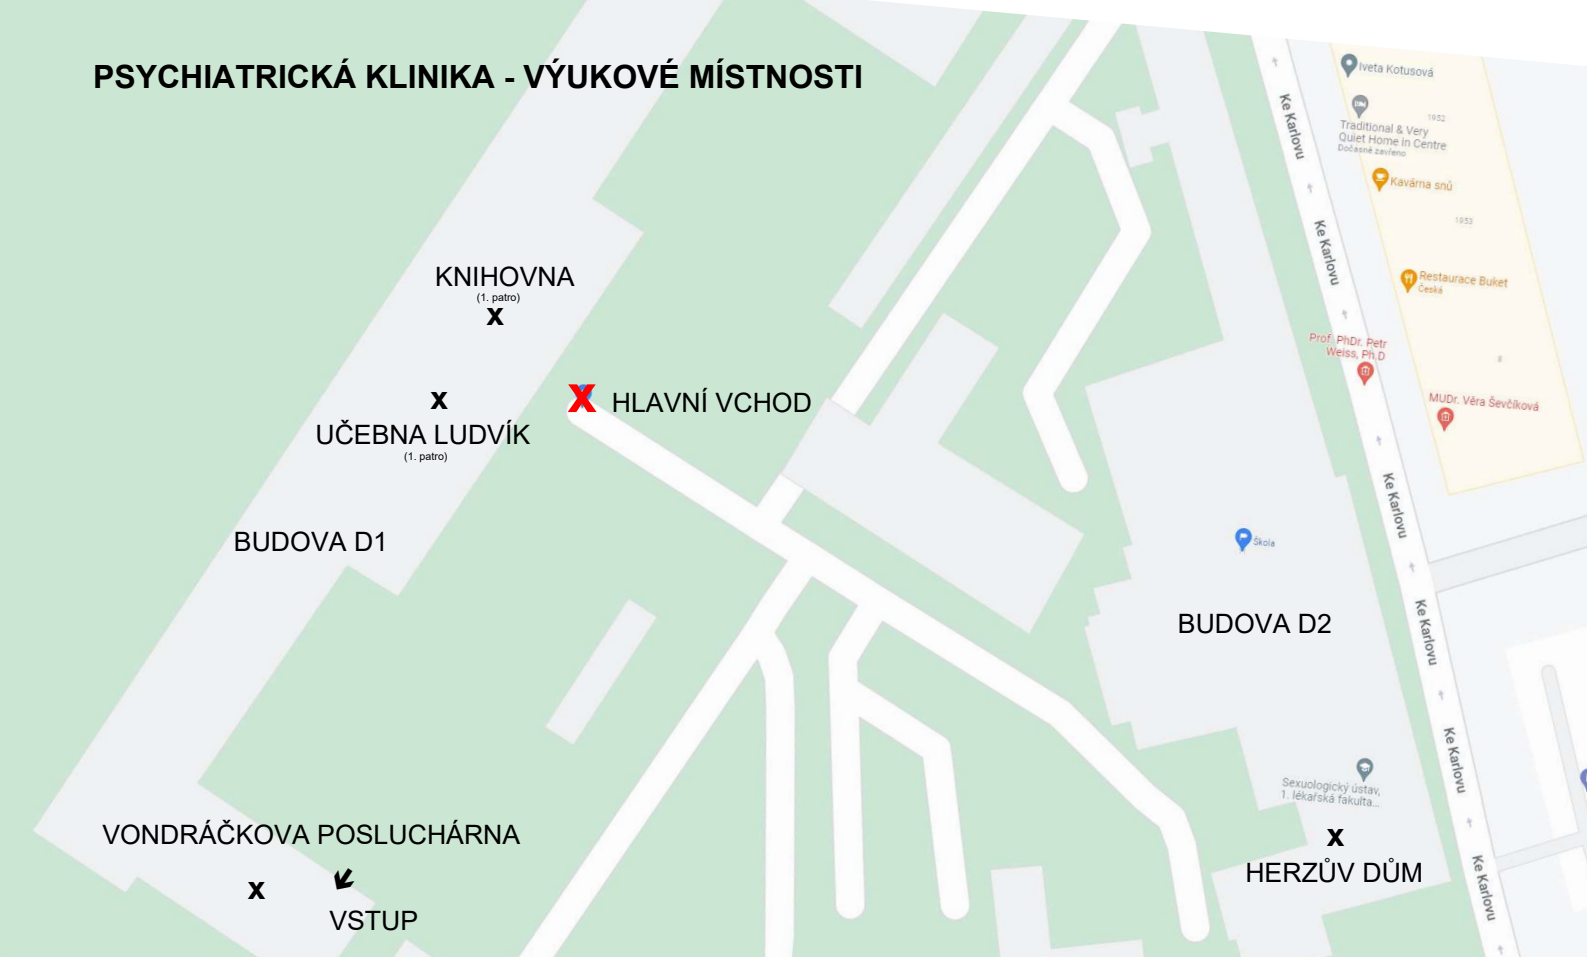 PSYCHIATRICKÁ KLINIKA - VÝUKOVÉ MÍSTNOSTI
Iveta Kotusová
1952
Traditional & Very
Quiet Home in Centre
Dočasně zavřeno
Ke Karlovu
Kavárna snů
1953
Ke Karlovu
KNIHOVNA
(1. patro)
X
Restaurace Buket
Česká
Prof. PhDr. Petr
Weiss, Ph.D
8
X
X HLAVNÍ VCHOD
MUDr. Věra Ševčíková
UČEBNA LUDVÍK
(1. patro)
Ke Karlovu
BUDOVA D1
Škola
BUDOVA D2
Ke Karlovu
Ke Karlovu
Sexuologický ústav,
1. lékařská fakulta...
VONDRÁČKOVA POSLUCHÁRNA
X
HERZŮV DŮM
X
VSTUP
Ke Karlovu